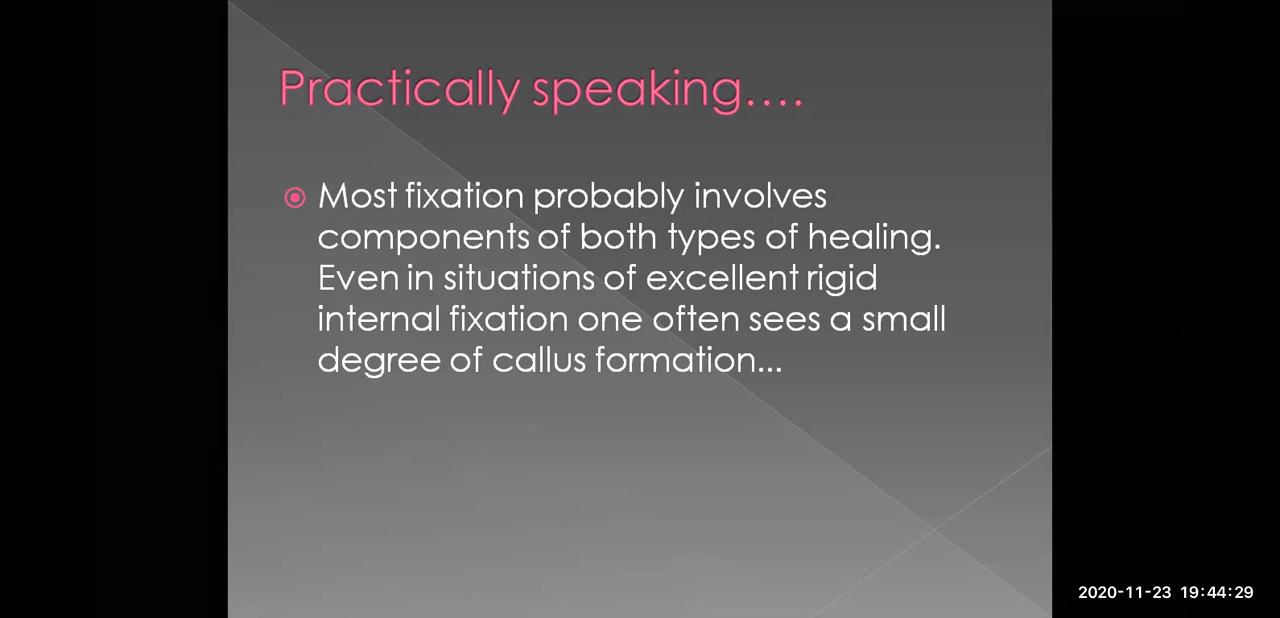 Practically speaking....
Most fixation probably involves
components of both types of healing.
Even in situations of excellent rigid
internal fixation one often sees a small
degree of callus formation...
2020-11-23 19:44:29